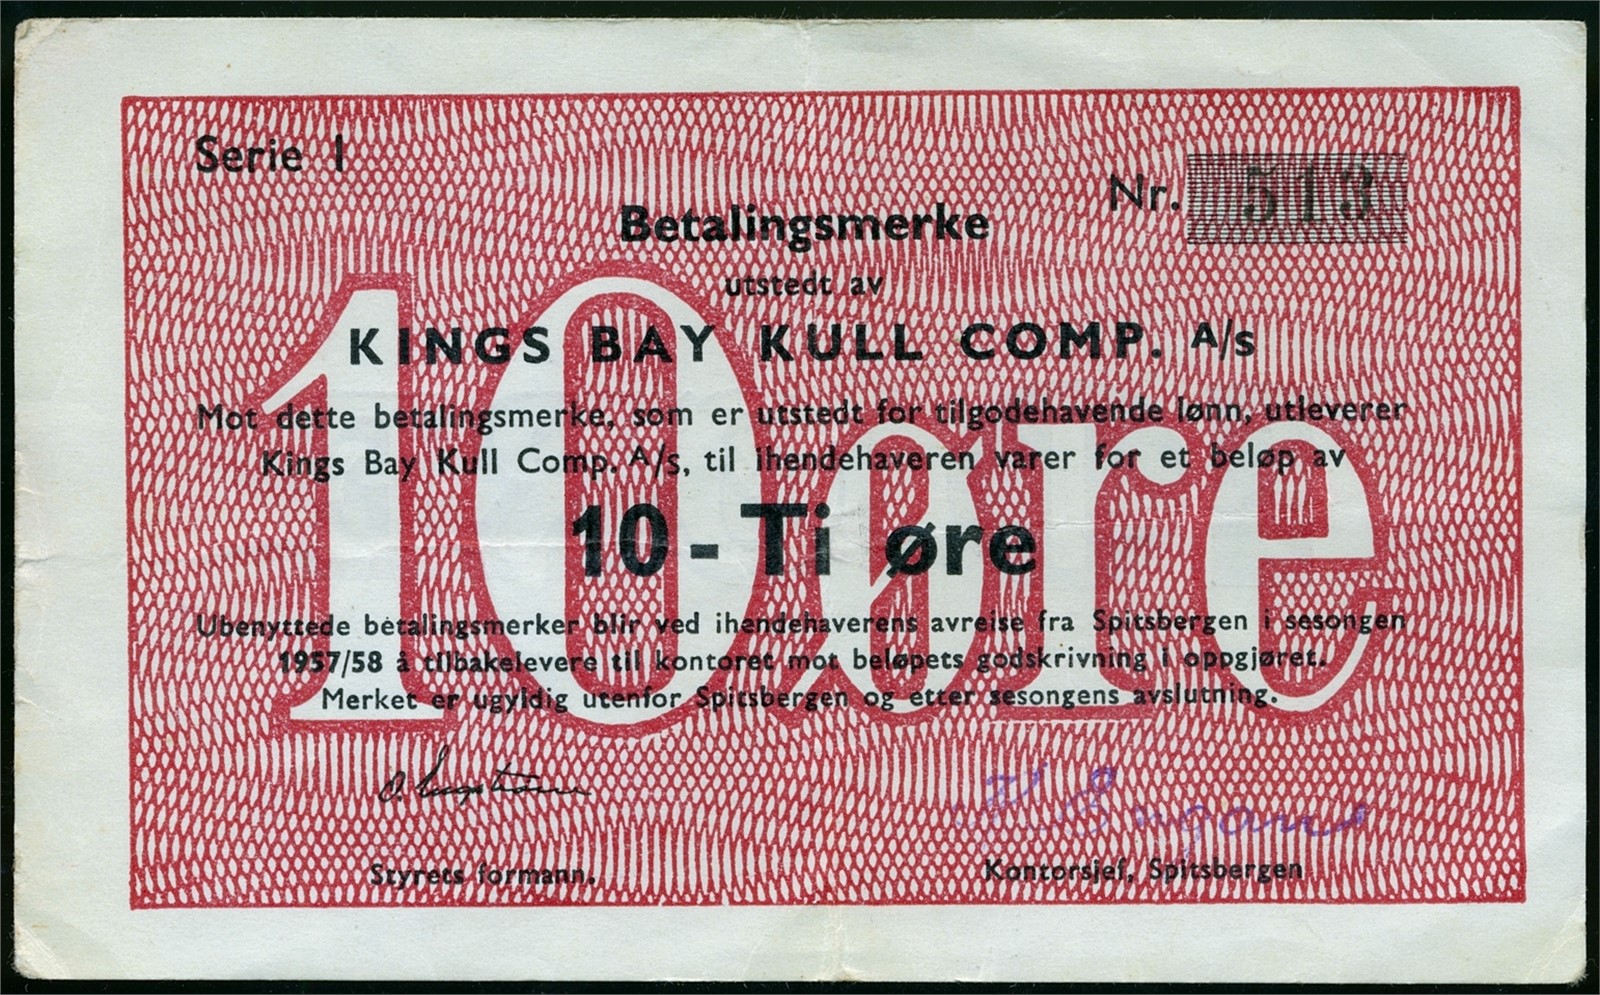 Serie I
Nr. 513
Betalingsmerke
utstedt av
KINGS BAY KULL COMP. A/s
Mot dette betalingsmerke, som er utstedt for tilgodehavende lønn, utleverer
Kings Bay Kull Comp. A/s, til ihendehaveren varer for et beløp av
10 øre
10 - Ti øre
Ubenyttede betalingsmerker blir ved ihendehaverens avreise fra Spitsbergen i sesongen
1957/58 å tilbakelevere til kontoret mot beløpets godskrivning i oppgjøret.
Merket er ugyldig utenfor Spitsbergen og etter sesongens avslutning.
Styrets formann.
Kontorsjef, Spitsbergen